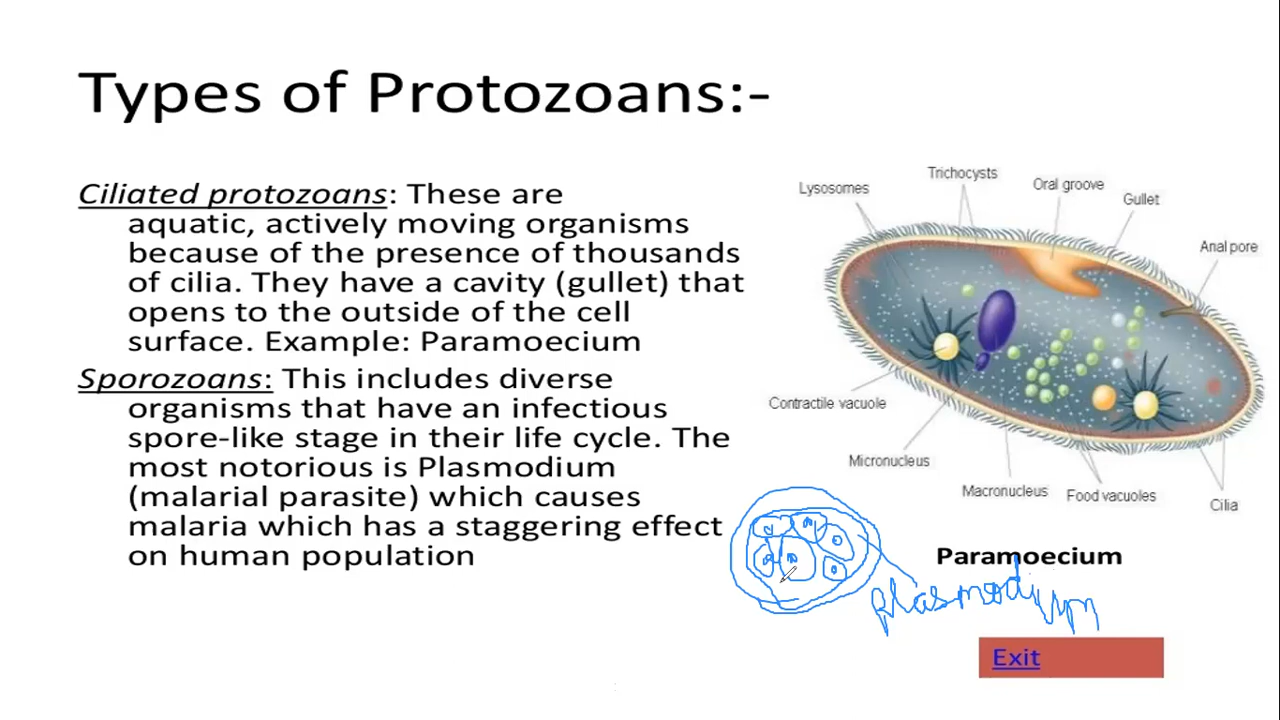 Types of Protozoans:-
Ciliated protozoans: These are
aquatic, actively moving organisms
because of the presence of thousands
of cilia. They have a cavity (gullet) that
opens to the outside of the cell
surface. Example: Paramoecium
Sporozoans: This includes diverse
organisms that have an infectious
spore-like stage in their life cycle. The
most notorious is Plasmodium
(malarial parasite) which causes
malaria which has a staggering effect
on human population
Lysosomes
Trichocysts
Oral groove
Gullet
Anal pore
Contractile vacuole
Micronucleus
Macronucleus
Food vacuoles
Cilia
Paramoecium
plasmodium
Exit